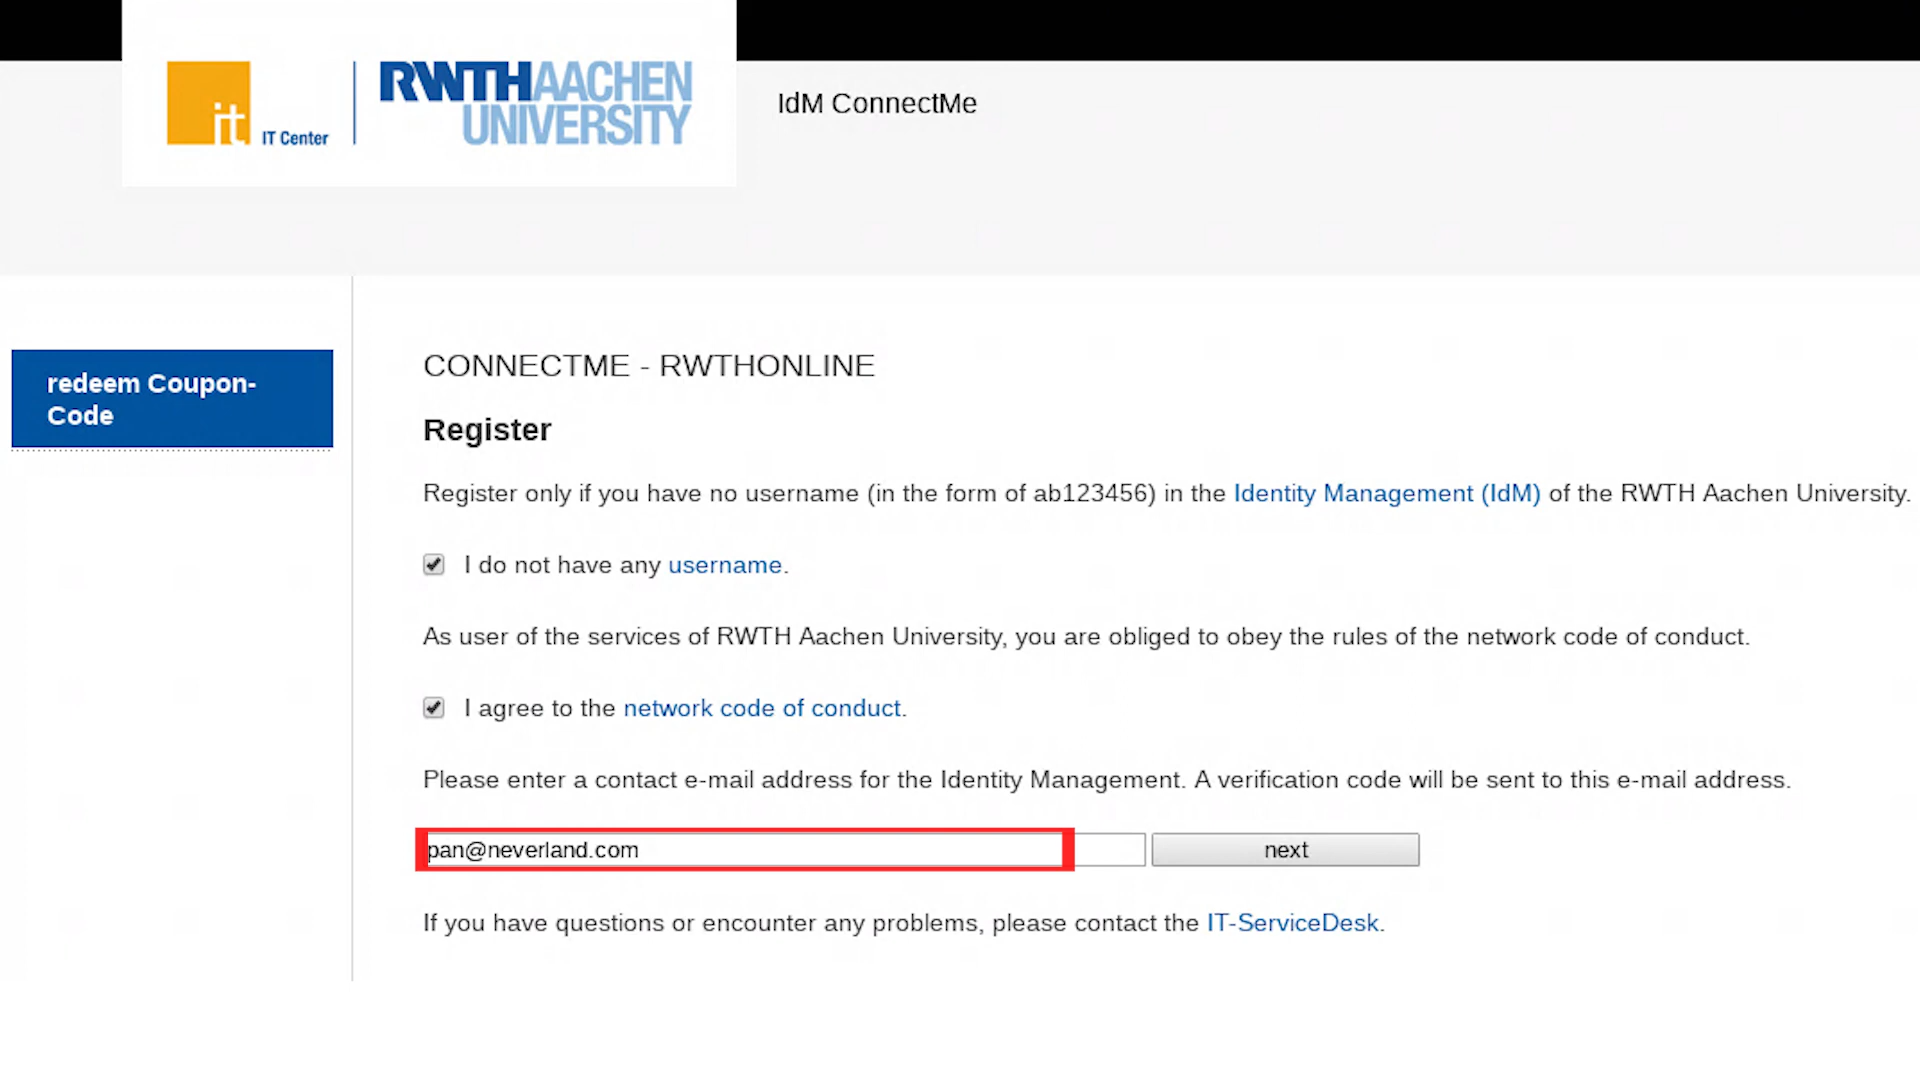 it IT Center
RWTHAACHEN
UNIVERSITY
IdM ConnectMe
redeem Coupon-
Code
CONNECTME - RWTHONLINE
Register
Register only if you have no username (in the form of ab123456) in the Identity Management (IdM) of the RWTH Aachen University.
I do not have any username.
As user of the services of RWTH Aachen University, you are obliged to obey the rules of the network code of conduct.
I agree to the network code of conduct.
Please enter a contact e-mail address for the Identity Management. A verification code will be sent to this e-mail address.
pan@neverland.com next
If you have questions or encounter any problems, please contact the IT-ServiceDesk.